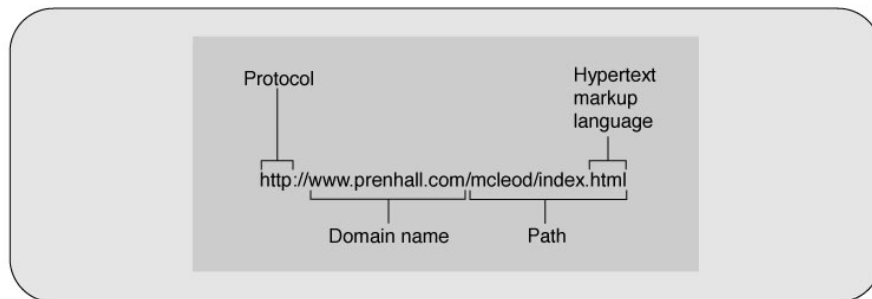 Protocol
Hypertext
markup
language
http://www.prenhall.com/mcleod/index.html
Domain name
Path